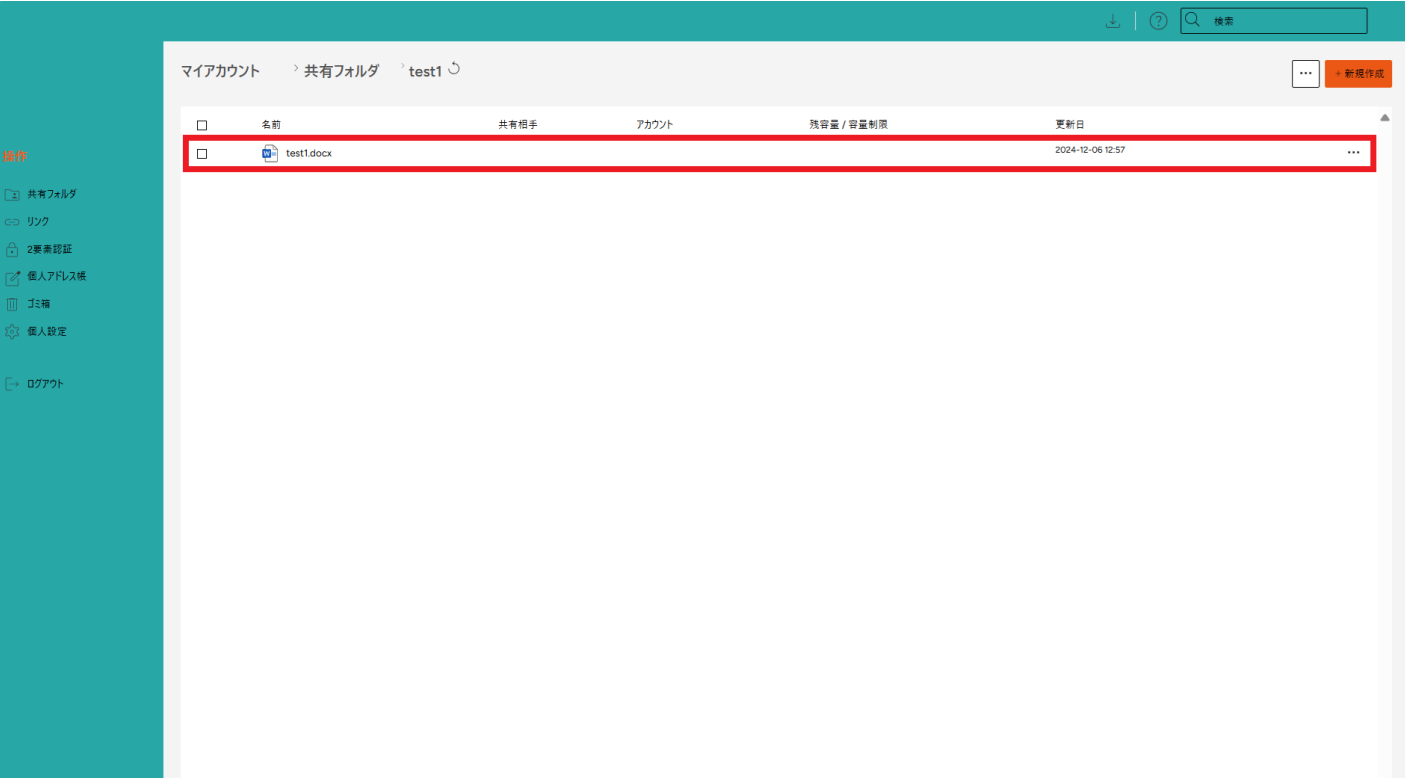 検索
マイアカウント > 共有フォルダ > test1
… + 新規作成
名前 共有相手 アカウント 残容量 / 容量制限 更新日
test1.docx 2024-12-06 12:57 …
操作
共有フォルダ
リンク
2要素認証
個人アドレス帳
ゴミ箱
個人設定
ログアウト